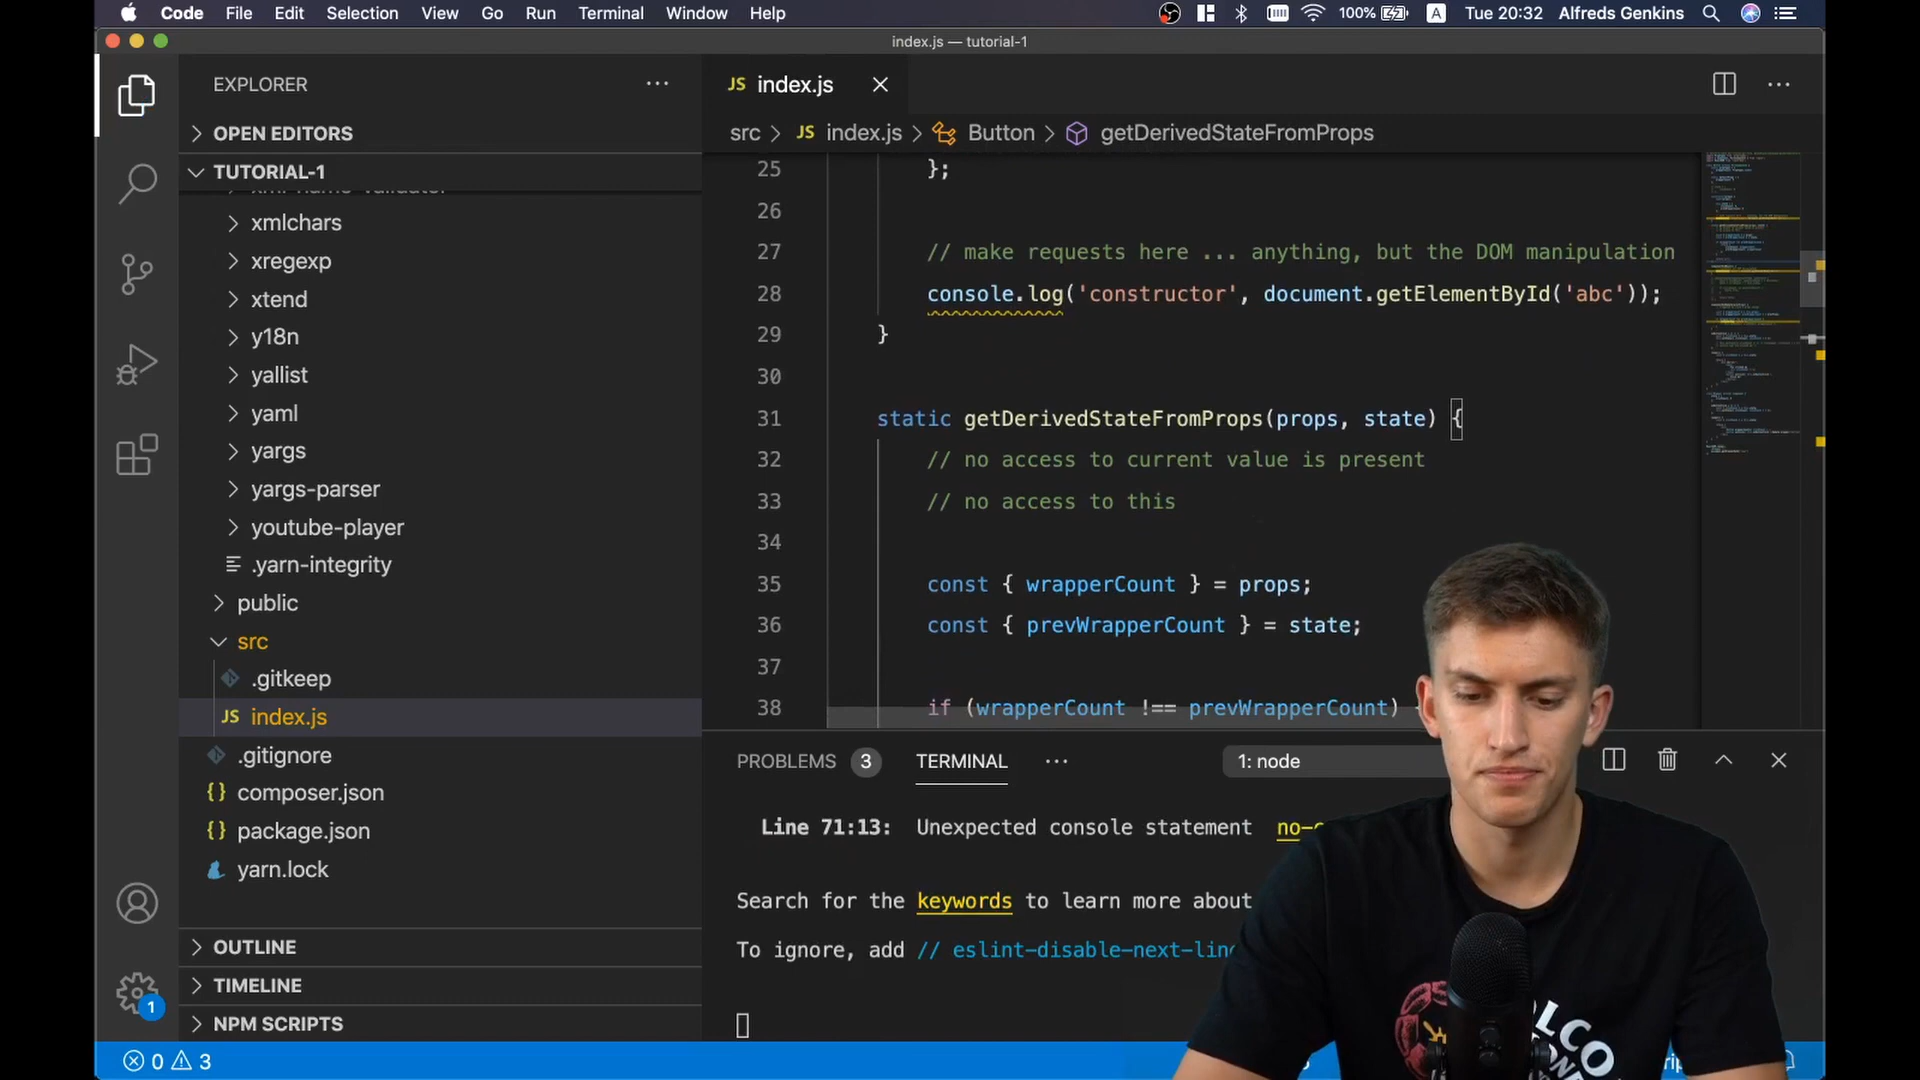 Code File Edit Selection View Go Run Terminal Window Help
100% A Tue 20:32 Alfreds Genkins
index.js — tutorial-1
EXPLORER ...
JS index.js
OPEN EDITORS
src > JS index.js > Button > getDerivedStateFromProps
TUTORIAL-1
xml-name-validator
xmlchars
xregexp
xtend
y18n
yallist
yaml
yargs
yargs-parser
youtube-player
.yarn-integrity
public
src
.gitkeep
JS index.js
.gitignore
{} composer.json
{} package.json
yarn.lock
OUTLINE
TIMELINE
NPM SCRIPTS
25 };
26
27 // make requests here ... anything, but the DOM manipulation
28 console.log('constructor', document.getElementById('abc'));
29 }
30
31 static getDerivedStateFromProps(props, state) {
32 // no access to current value is present
33 // no access to this
34
35 const { wrapperCount } = props;
36 const { prevWrapperCount } = state;
37
38 if (wrapperCount !== prevWrapperCount) {
PROBLEMS 3 TERMINAL ... 1: node
Line 71:13: Unexpected console statement
Search for the keywords to learn more about
To ignore, add // eslint-disable-next-line
1
0 3